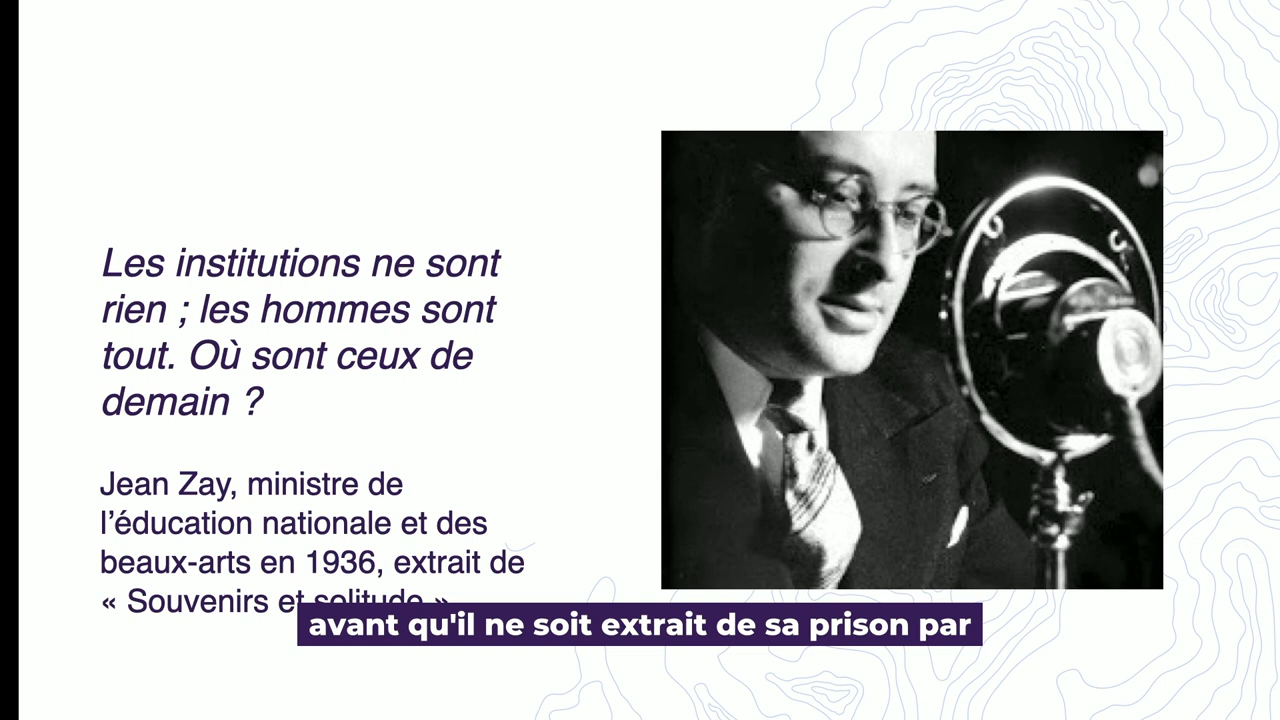 Les institutions ne sont
rien ; les hommes sont
tout. Où sont ceux de
demain ?
Jean Zay, ministre de
l’éducation nationale et des
beaux-arts en 1936, extrait de
« Souvenirs et solitude »
avant qu'il ne soit extrait de sa prison par